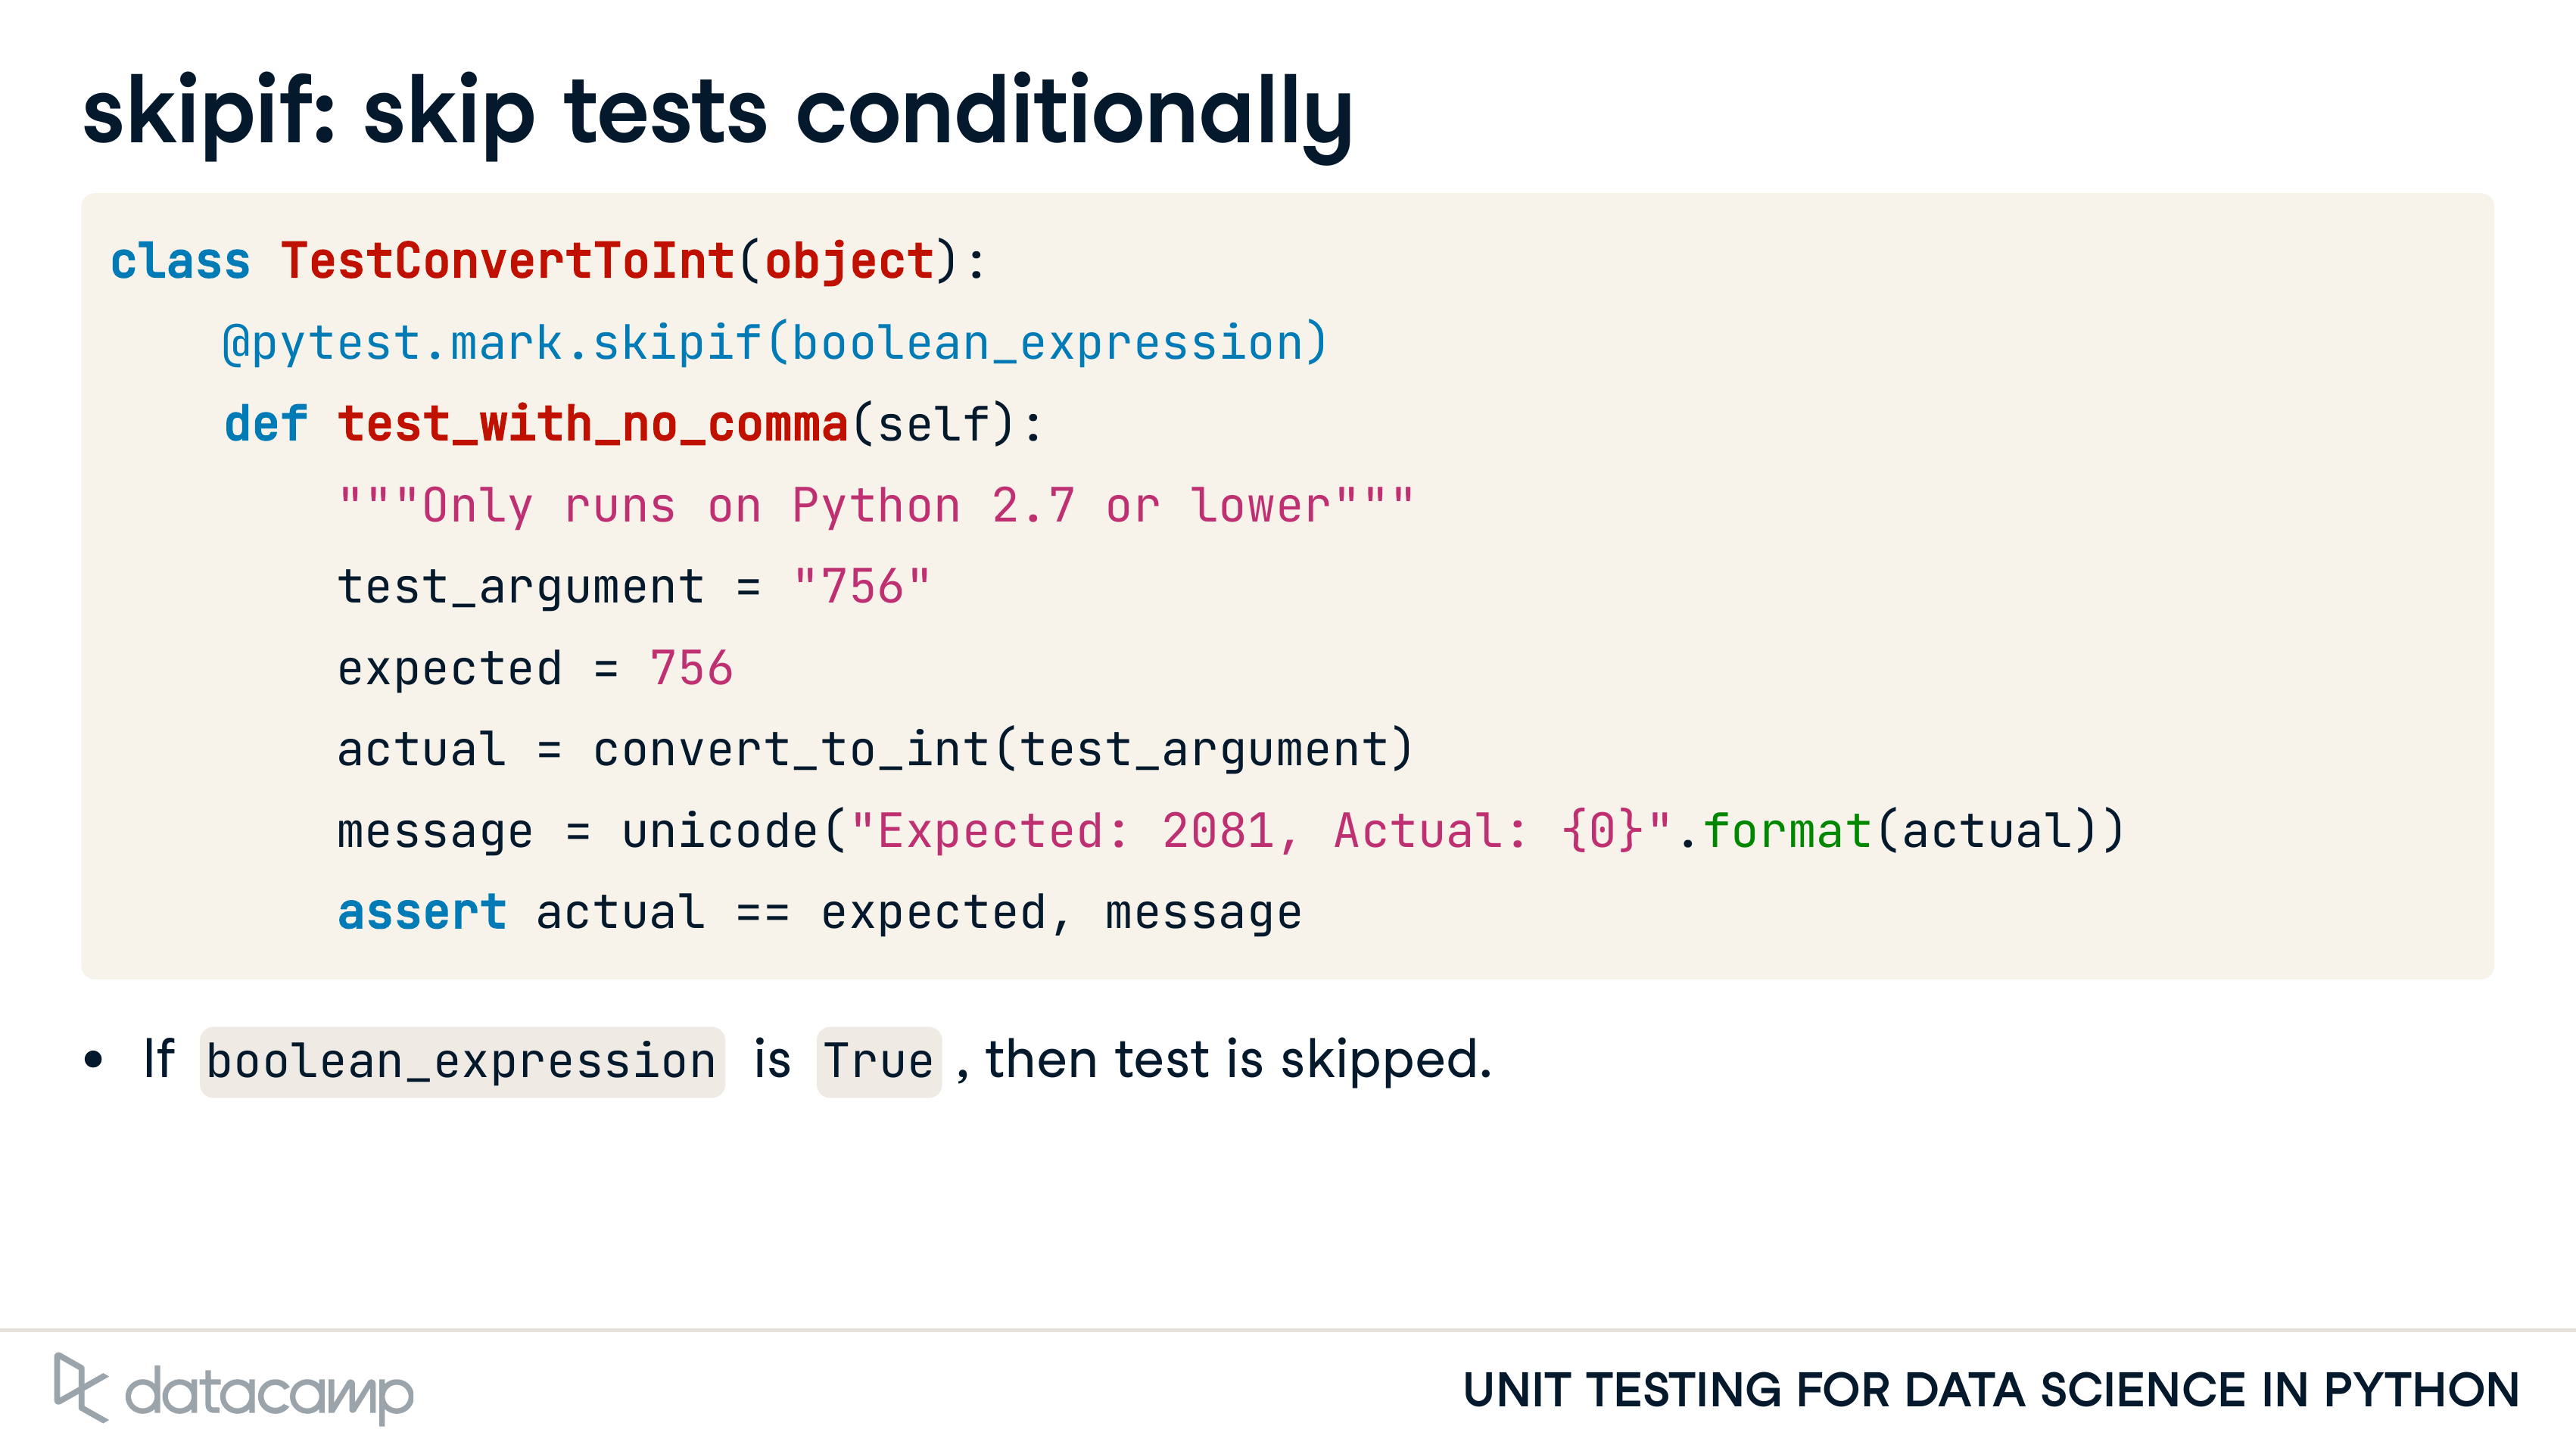 skipif: skip tests conditionally
class TestConvertToInt(object):
    @pytest.mark.skipif(boolean_expression)
    def test_with_no_comma(self):
        """Only runs on Python 2.7 or lower"""
        test_argument = "756"
        expected = 756
        actual = convert_to_int(test_argument)
        message = unicode("Expected: 2081, Actual: {0}".format(actual))
        assert actual == expected, message
• If boolean_expression is True , then test is skipped.
datacamp
UNIT TESTING FOR DATA SCIENCE IN PYTHON